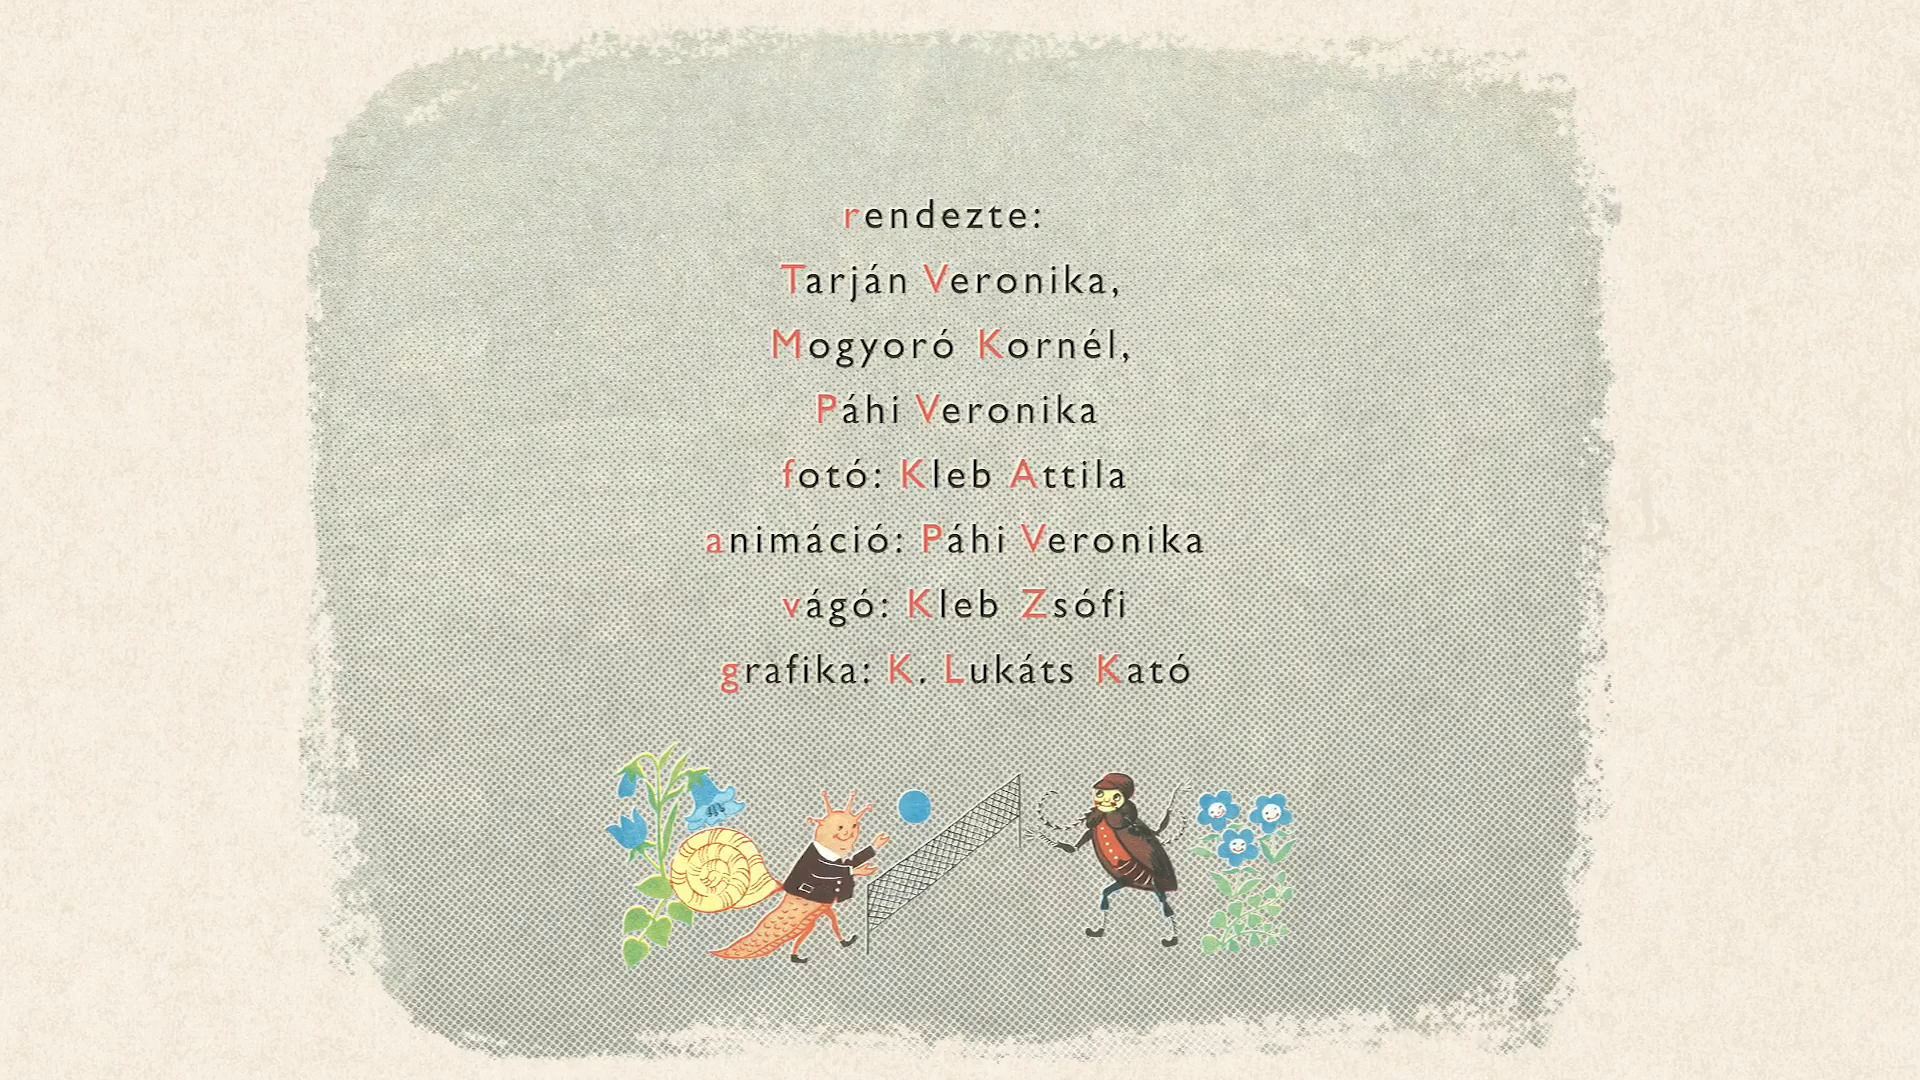 rendezte:
Tarján Veronika,
Mogyoró Kornél,
Páhi Veronika
fotó: Kleb Attila
animáció: Páhi Veronika
vágó: Kleb Zsófi
grafika: K. Lukáts Kató